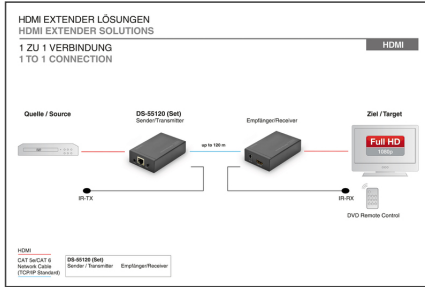 HDMI EXTENDER LÖSUNGEN
HDMI EXTENDER SOLUTIONS
1 ZU 1 VERBINDUNG
1 TO 1 CONNECTION
HDMI
Quelle / Source
DS-55120 (Set)
Sender/Transmitter
Empfänger/Receiver
Ziel / Target
up to 120 m
Full HD
1080p
IR-TX
IR-RX
DVD Remote Control
HDMI
CAT 5e/CAT 6
Network Cable
(TCP/IP Standard)
DS-55120 (Set)
Sender / Transmitter Empfänger/Receiver